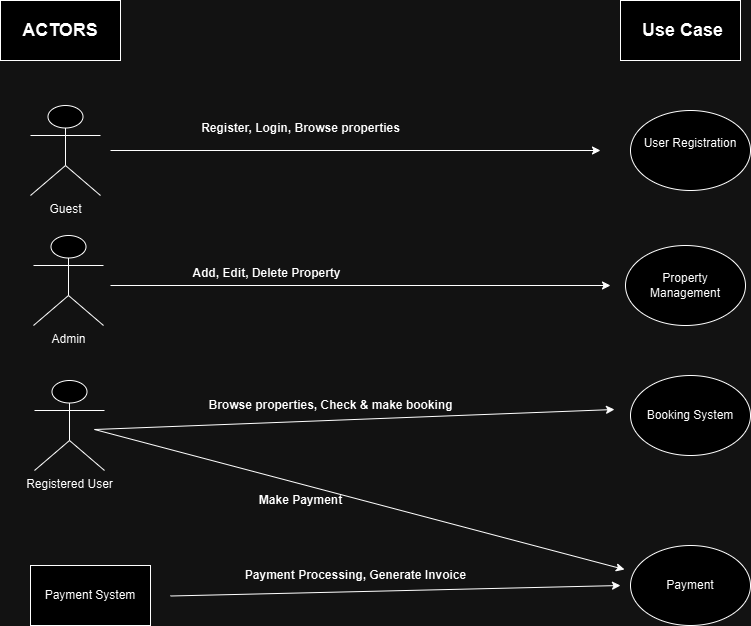 ACTORS
Use Case
Register, Login, Browse properties
User Registration
Guest
Add, Edit, Delete Property
Property
Management
Admin
Browse properties, Check & make booking
Booking System
Registered User
Make Payment
Payment Processing, Generate Invoice
Payment
Payment System